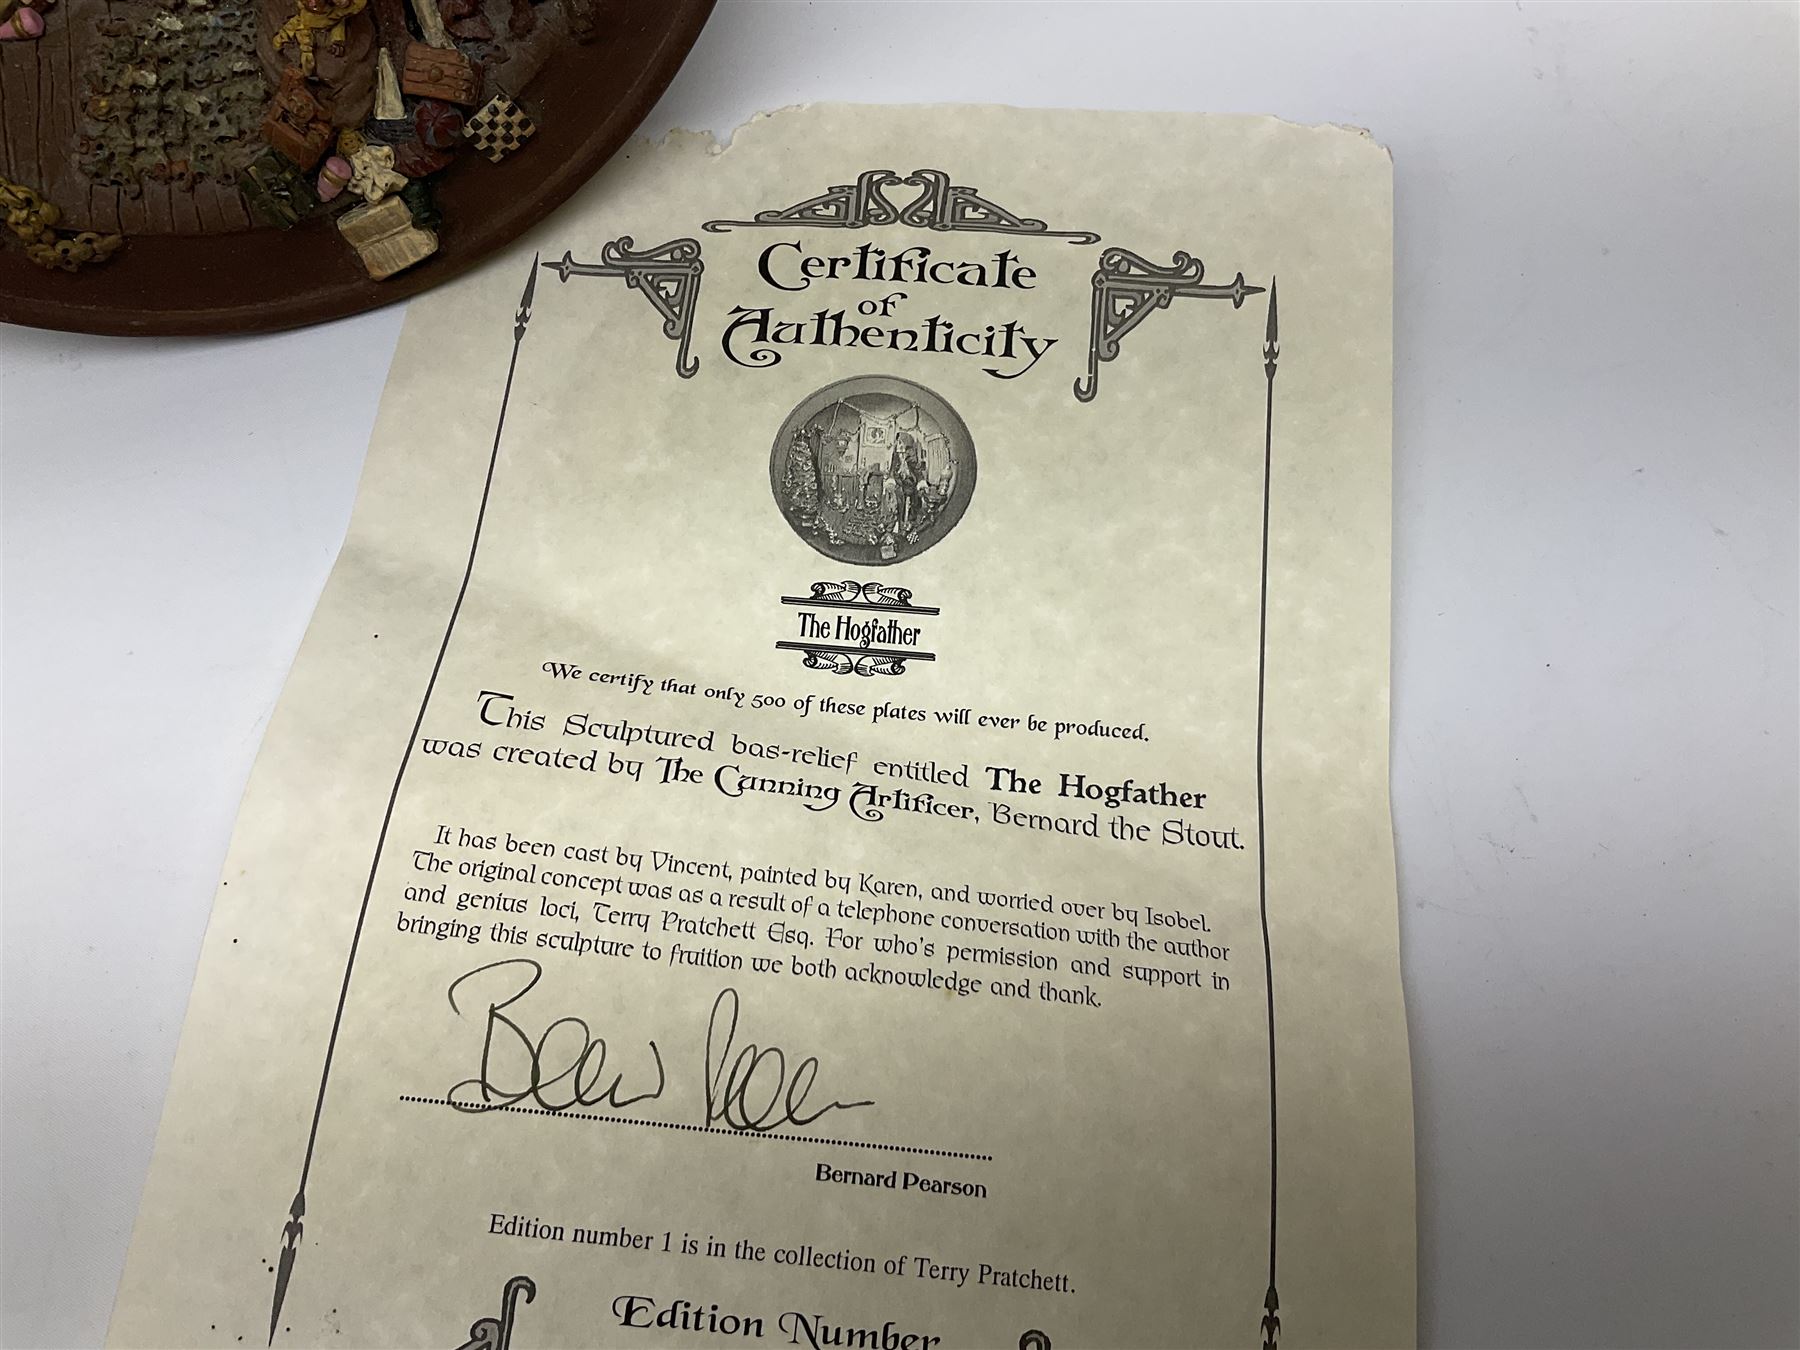 Certificate
of
Authenticity
The Hogfather
We certify that only 500 of these plates will ever be produced.
This Sculptured bas-relief entitled The Hogfather
was created by The Cunning Artificer, Bernard the Stout.
It has been cast by Vincent, painted by Karen, and worried over by Isobel.
The original concept was as a result of a telephone conversation with the author
and genius loci, Terry Pratchett Esq. For who's permission and support in
bringing this sculpture to fruition we both acknowledge and thank.
Bernard Pearson
Edition number 1 is in the collection of Terry Pratchett.
Edition Number